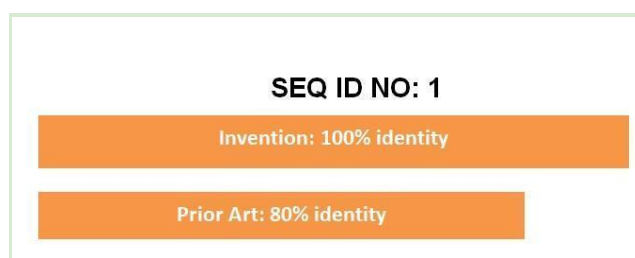 SEQ ID NO: 1
Invention: 100% identity
Prior Art: 80% identity